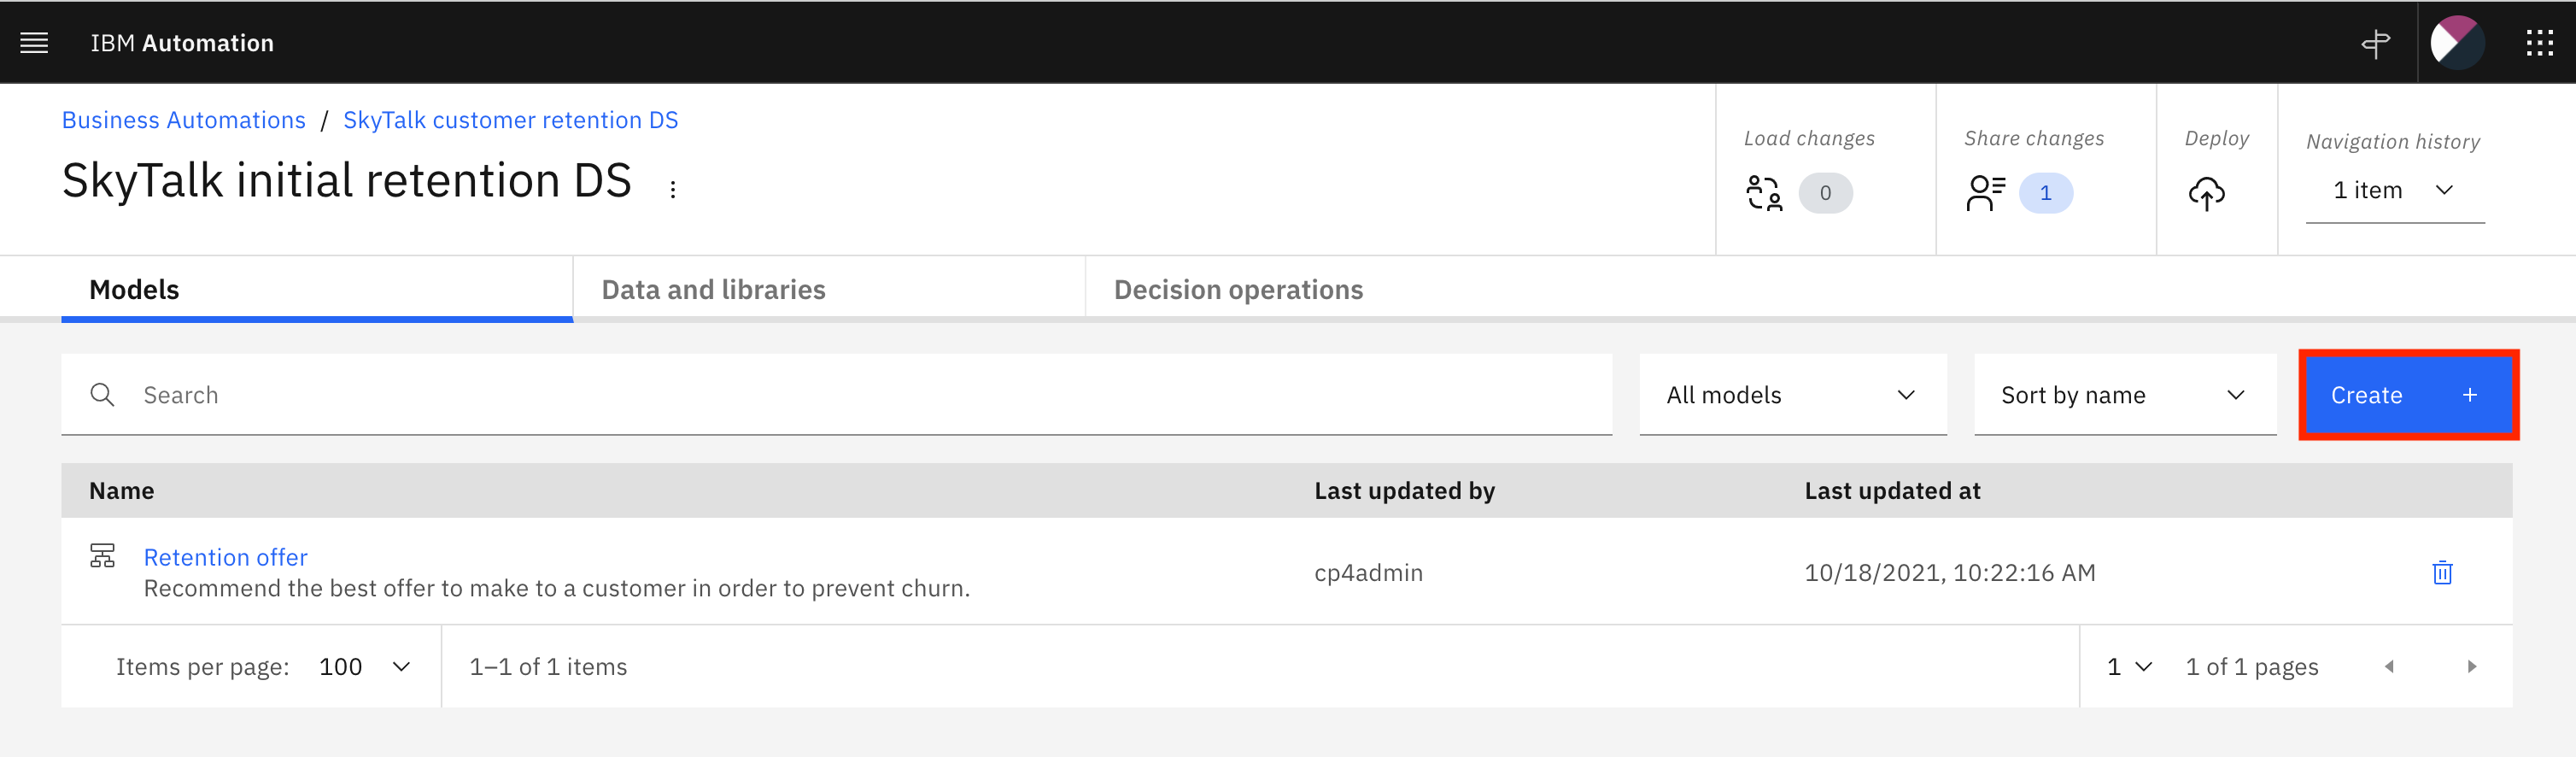 IBM Automation
Business Automations / SkyTalk customer retention DS
SkyTalk initial retention DS
Load changes
0
Share changes
1
Deploy
Navigation history
1 item
Models
Data and libraries
Decision operations
Search
All models
Sort by name
Create +
Name
Last updated by
Last updated at
Retention offer
Recommend the best offer to make to a customer in order to prevent churn.
cp4admin
10/18/2021, 10:22:16 AM
Items per page: 100
1–1 of 1 items
1
1 of 1 pages